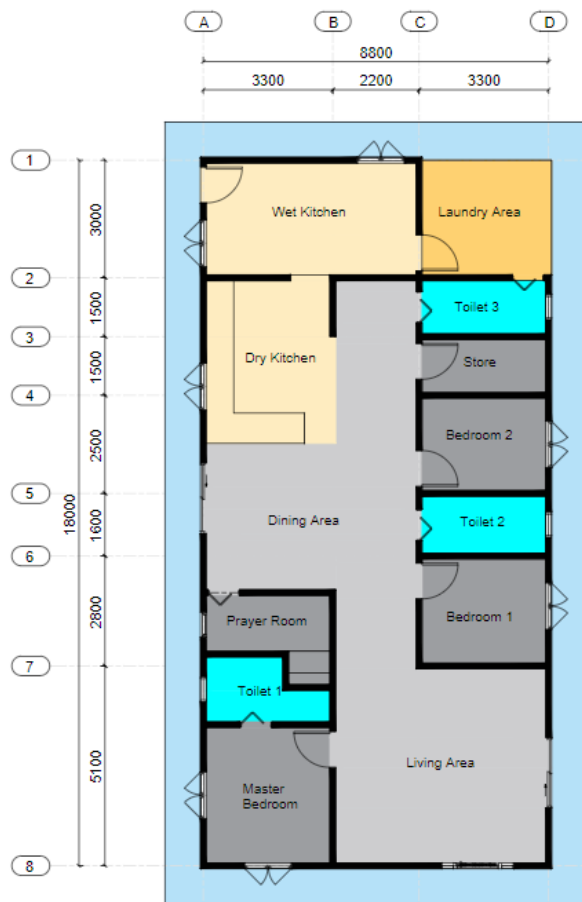 A B C D
8800
3300 2200 3300
1
Wet Kitchen
Laundry Area
3000
2
Toilet 3
1500
3
Dry Kitchen
Store
1500
4
Bedroom 2
2500
5
18000
Dining Area
Toilet 2
1600
6
Prayer Room
Bedroom 1
2800
7
Toilet 1
Living Area
5100
Master
Bedroom
8